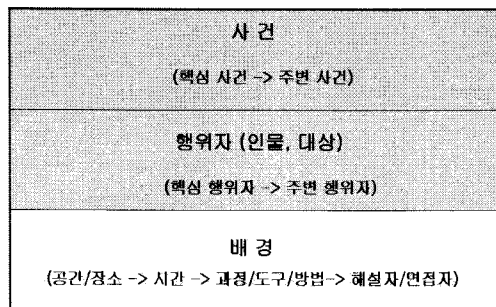 사 건
(핵심 사건 -> 주변 사건)
행위자 (인물, 대상)
(핵심 행위자 -> 주변 행위자)
배 경
(공간/장소 -> 시간 -> 과정/도구/방법-> 해설자/면접자)